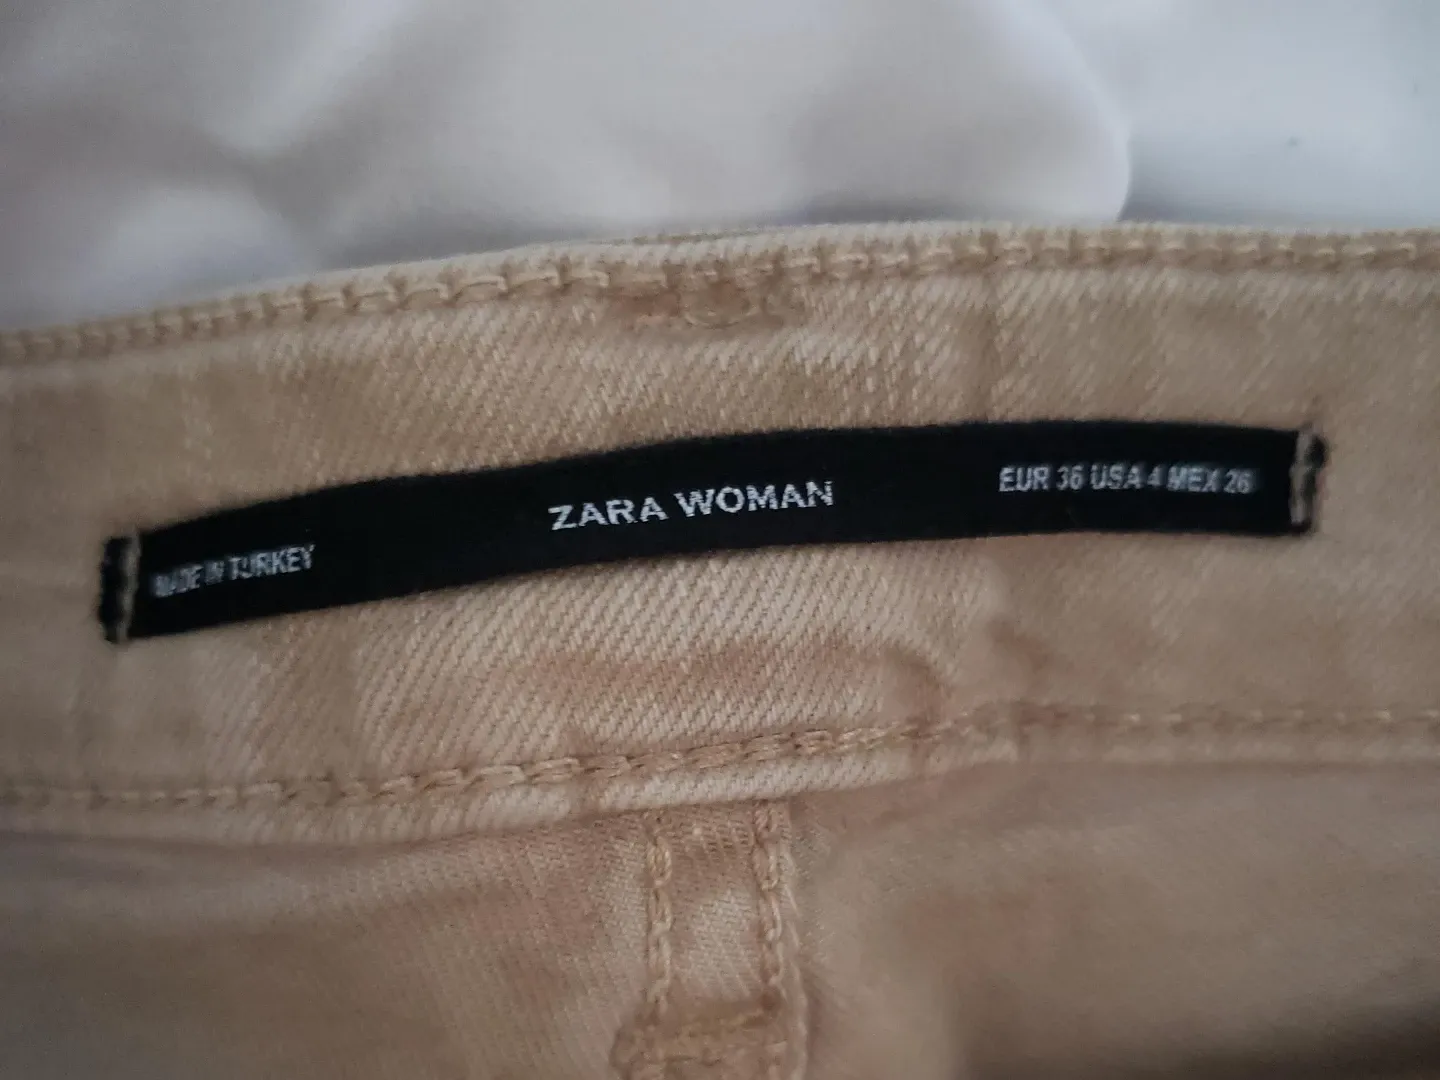 MADE IN TURKEY
ZARA WOMAN
EUR 36 USA 4 MEX 26